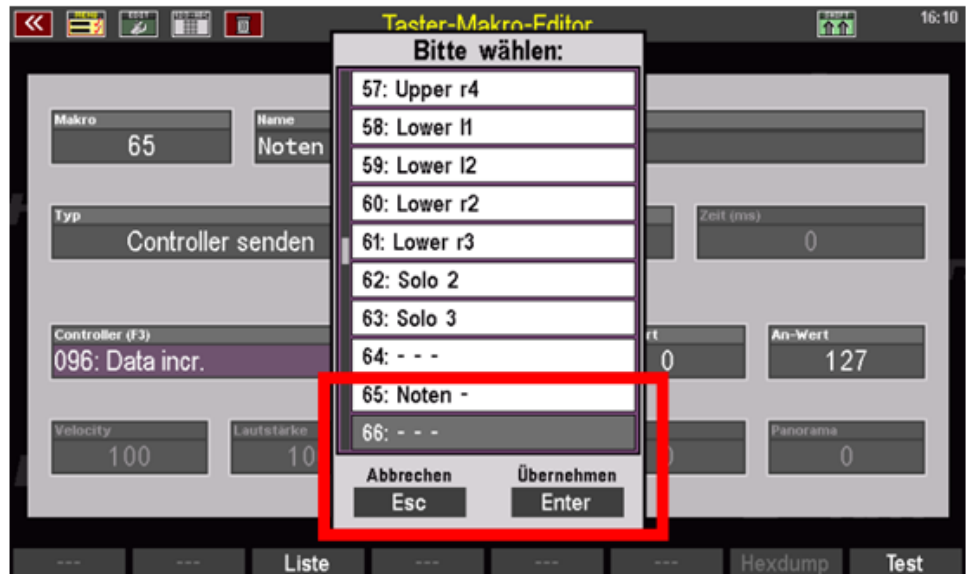 MENU
EDIT
SHIFT
16:10
Taster-Makro-Editor
Bitte wählen:
57: Upper r4
58: Lower l1
59: Lower l2
60: Lower r2
61: Lower r3
62: Solo 2
63: Solo 3
64: - - -
65: Noten -
66: - - -
Abbrechen
Übernehmen
Esc
Enter
Makro
65
Name
Noten
Typ
Controller senden
Zeit (ms)
0
Controller (F3)
096: Data incr.
rt
0
An-Wert
127
Velocity
100
Lautstärke
10
Panorama
0
--- --- Liste --- --- --- Hexdump Test